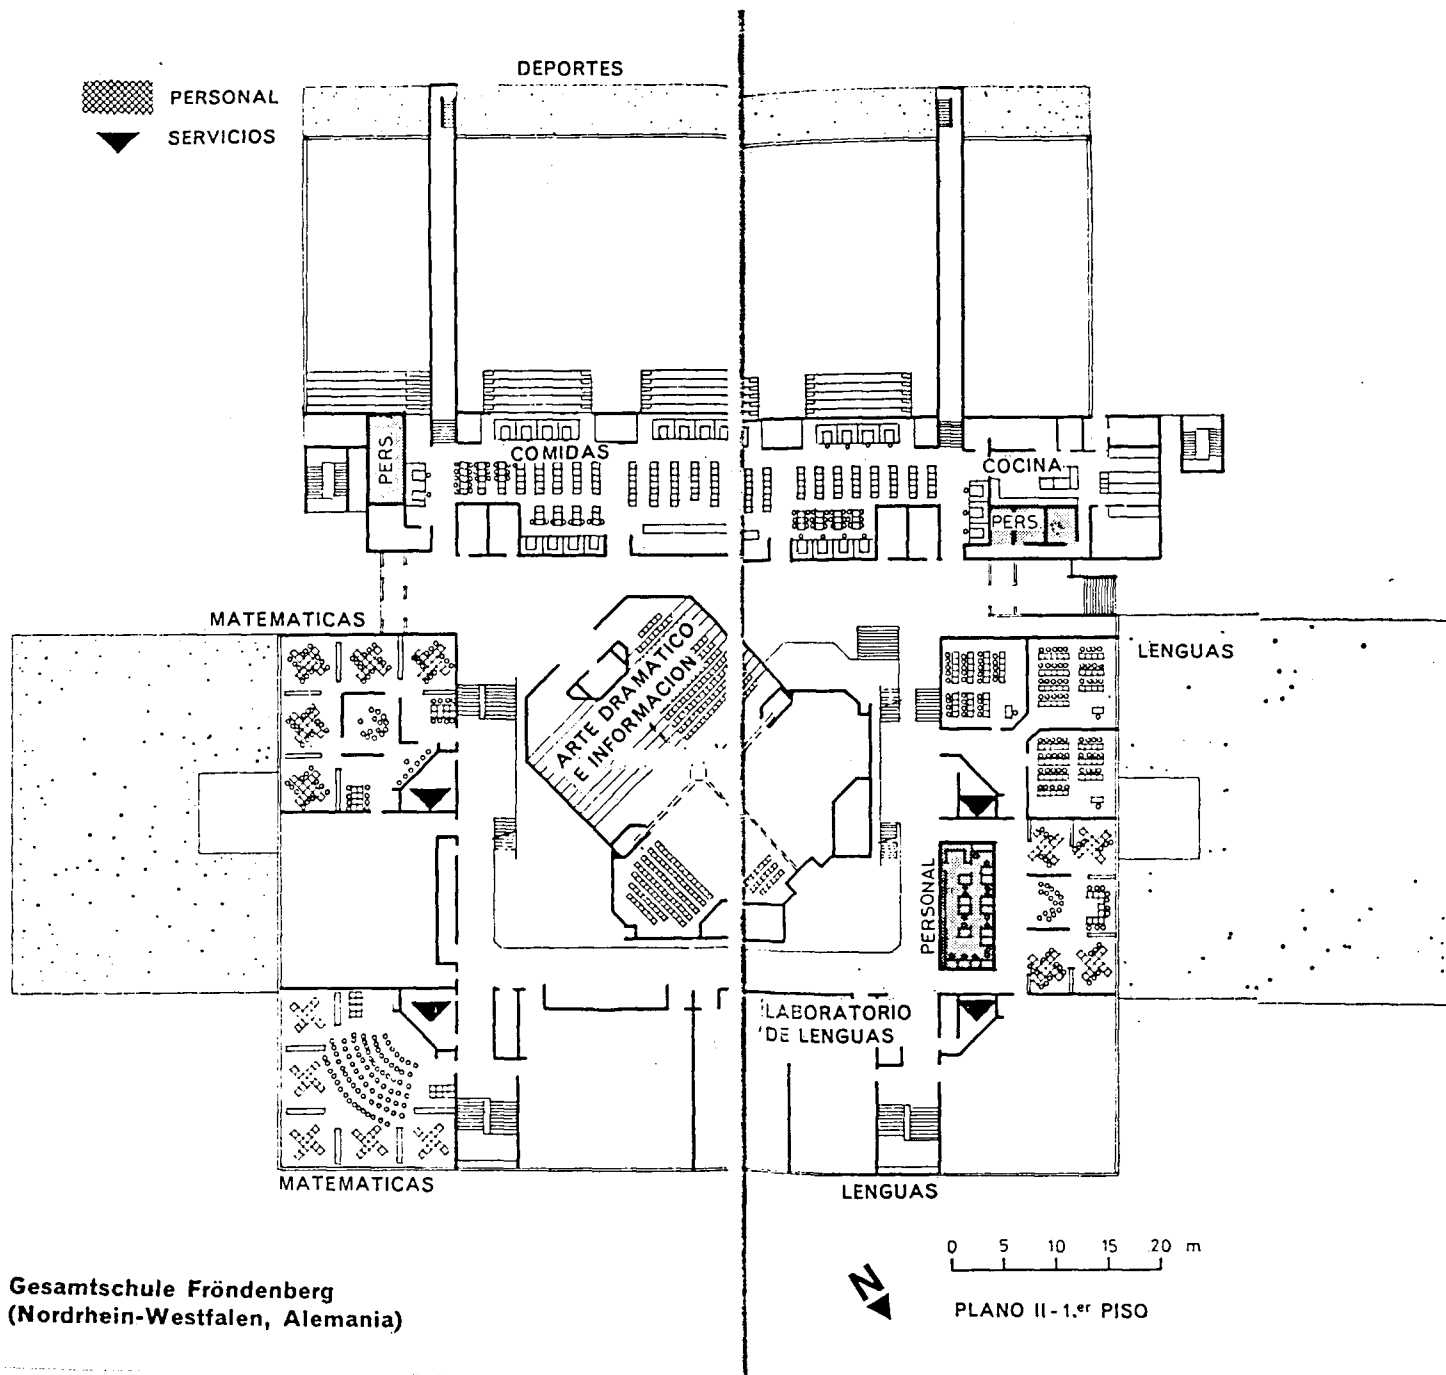 DEPORTES
PERSONAL
SERVICIOS
PERS.
COMIDAS
COCINA
PERS.
MATEMATICAS
ARTE DRAMATICO
E INFORMACION
LENGUAS
PERSONAL
LABORATORIO
DE LENGUAS
MATEMATICAS
LENGUAS
0 5 10 15 20 m
N
PLANO II - 1.er PISO
Gesamtschule Fröndenberg
(Nordrhein-Westfalen, Alemania)